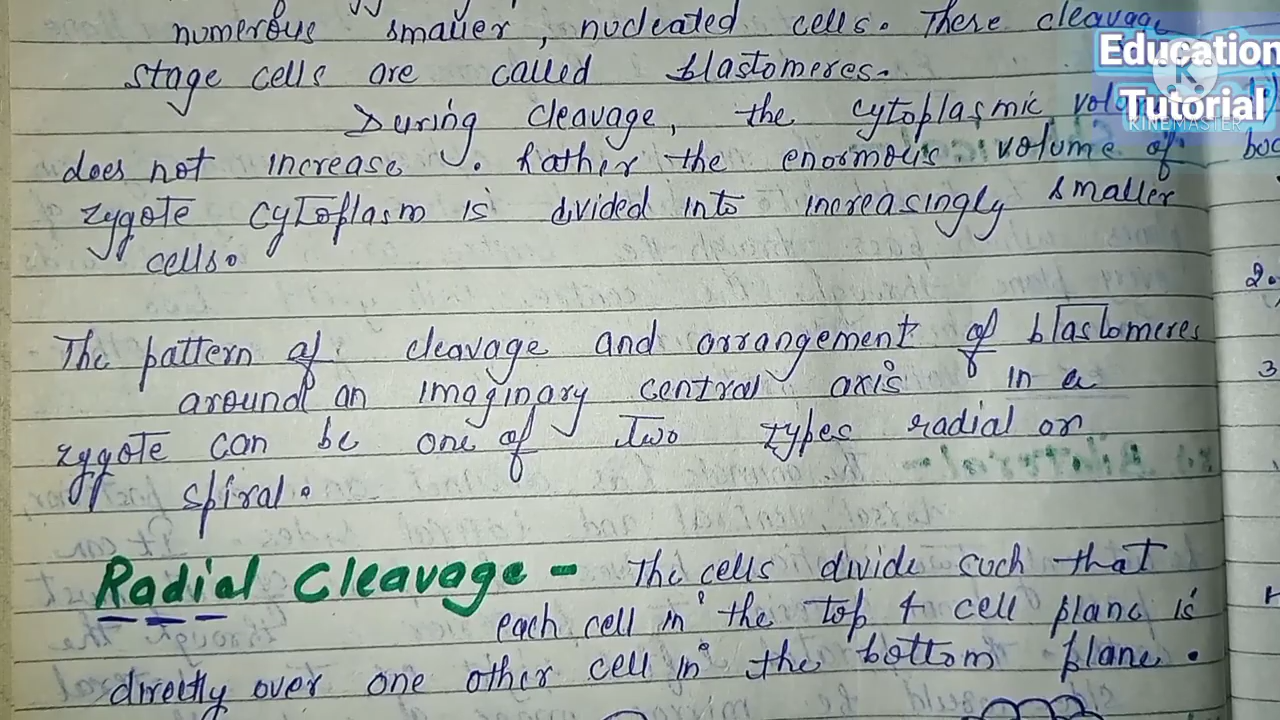 numerous smaller, nucleated cells. These cleavage
stage cells are called blastomeres.
During cleavage, the cytoplasmic
does not increase. Rather the enormous volume of
zygote cytoplasm is divided into increasingly smaller
cells.
The pattern of cleavage and arrangement of blastomeres
around an imaginary central axis in a
zygote can be one of two types radial or
spiral.
Radial Cleavage - The cells divide such that
each cell in the top 4 cell plane is
directly over one other cell in the bottom plane.
Education
Tutorial
KINEMASTER
2.
3